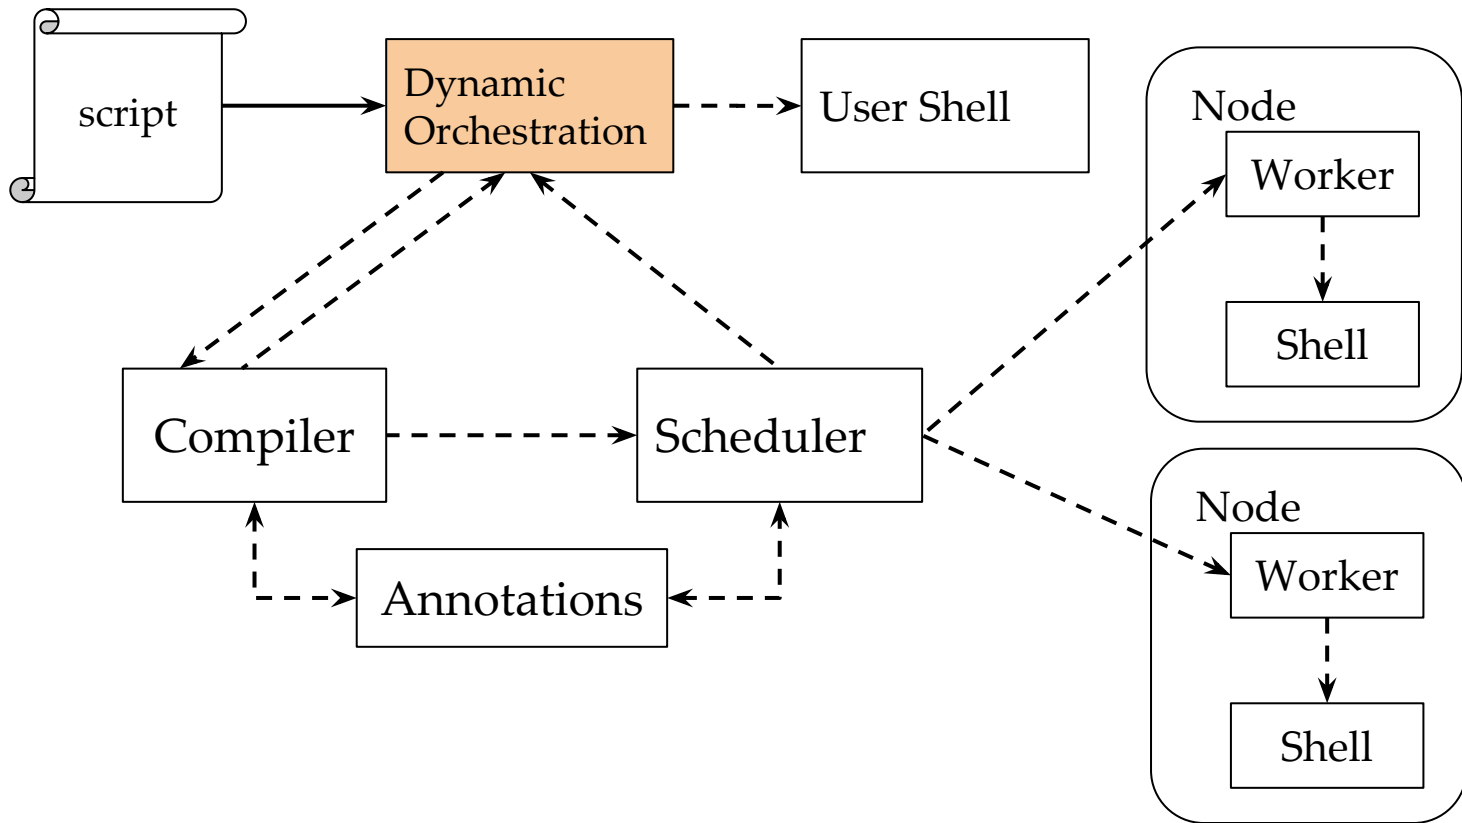 script
Dynamic
Orchestration
User Shell
Node
Worker
Shell
Compiler
Scheduler
Annotations
Node
Worker
Shell